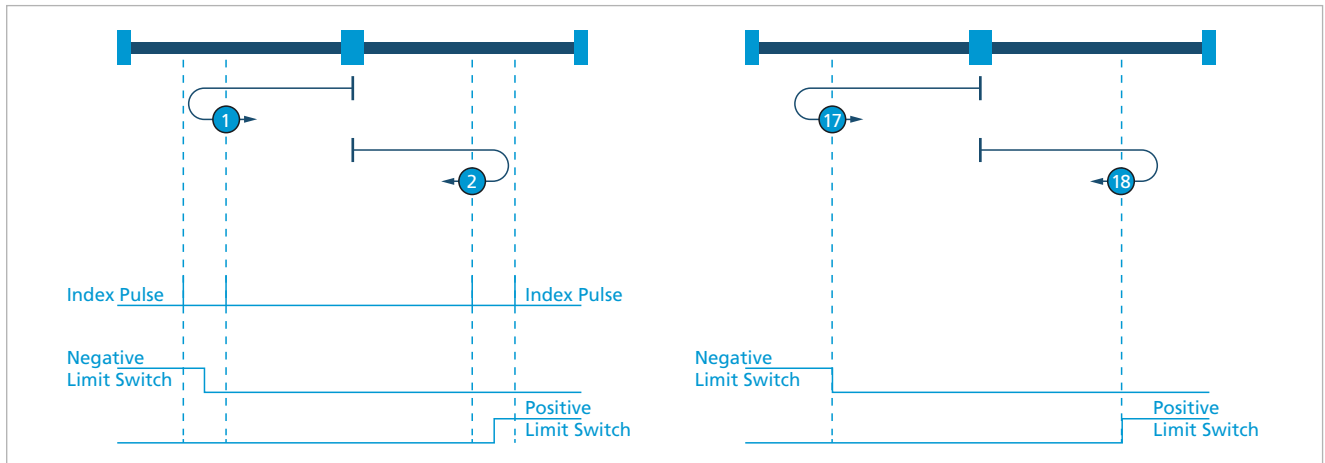 1
2
Index Pulse
Index Pulse
Negative
Limit Switch
Positive
Limit Switch
17
18
Negative
Limit Switch
Positive
Limit Switch